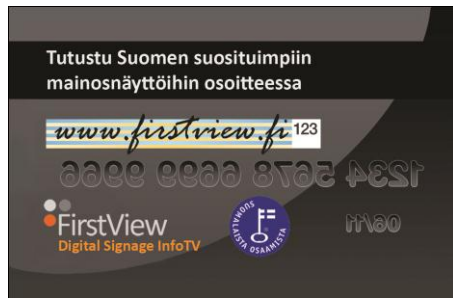 Tutustu Suomen suosituimpiin
mainosnäyttöihin osoitteessa
www.firstview.fi 123
FirstView
Digital Signage InfoTV
SUOMALAISTA OSAAMISTA